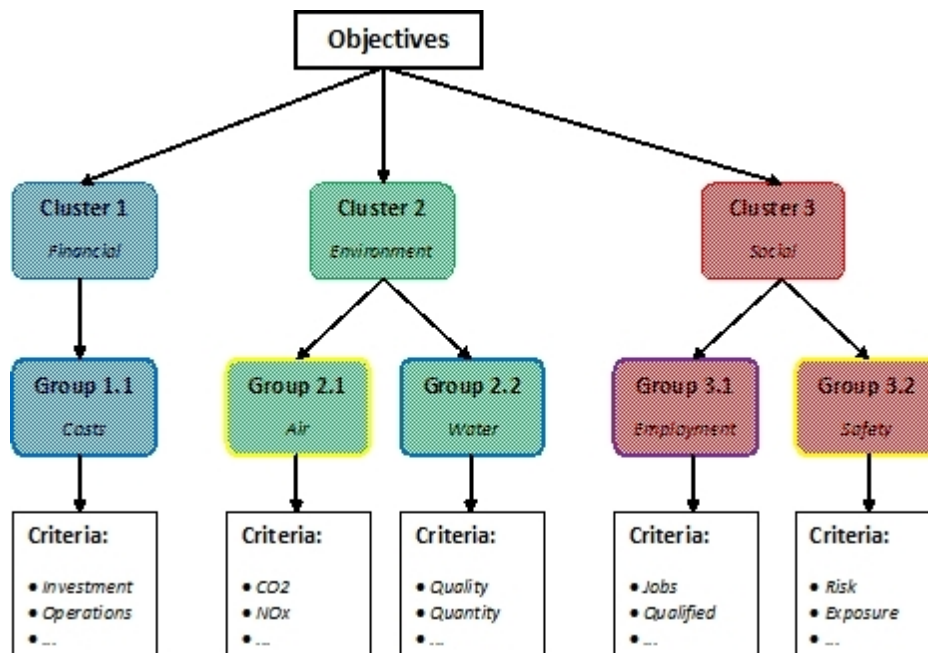 Objectives
Cluster 1
Financial
Cluster 2
Environment
Cluster 3
Social
Group 1.1
Costs
Group 2.1
Air
Group 2.2
Water
Group 3.1
Employment
Group 3.2
Safety
Criteria:
• Investment
• Operations
• ...
Criteria:
• CO2
• NOx
• ...
Criteria:
• Quality
• Quantity
• ...
Criteria:
• Jobs
• Qualified
• ...
Criteria:
• Risk
• Exposure
• ...